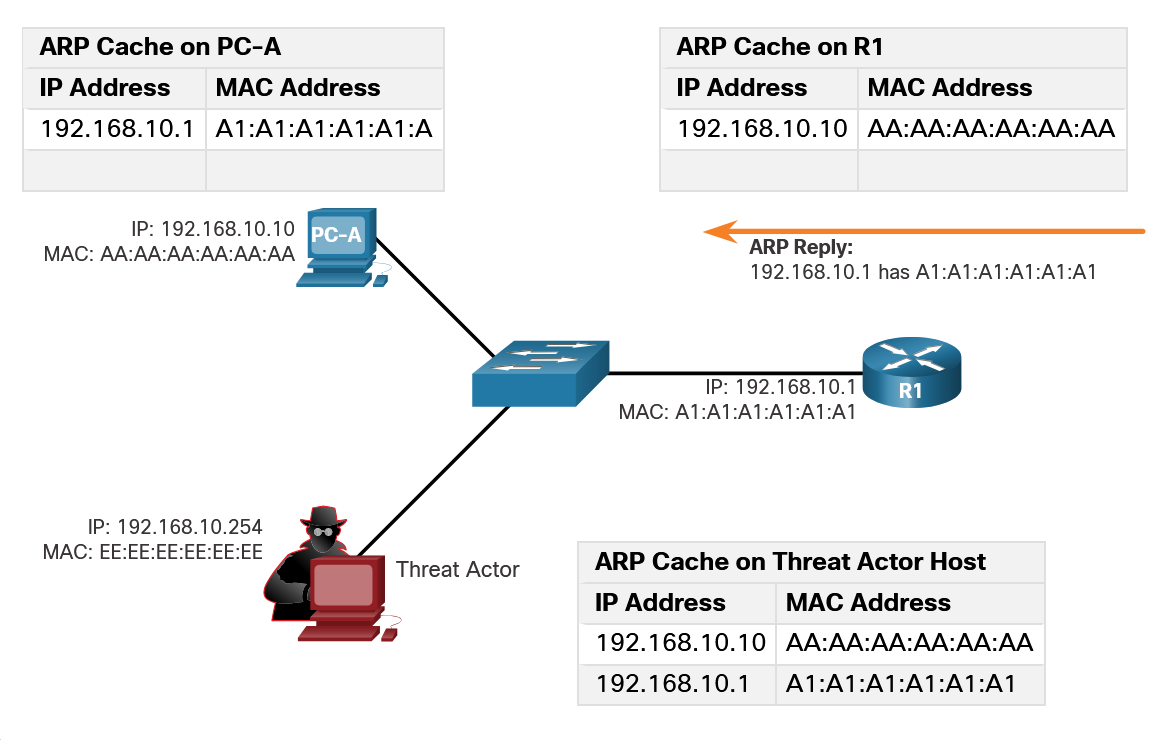 ARP Cache on PC-A
IP Address MAC Address
192.168.10.1 A1:A1:A1:A1:A1:A
ARP Cache on R1
IP Address MAC Address
192.168.10.10 AA:AA:AA:AA:AA:AA
IP: 192.168.10.10
MAC: AA:AA:AA:AA:AA:AA
PC-A
ARP Reply:
192.168.10.1 has A1:A1:A1:A1:A1:A1
IP: 192.168.10.1
MAC: A1:A1:A1:A1:A1:A1
R1
IP: 192.168.10.254
MAC: EE:EE:EE:EE:EE:EE
Threat Actor
ARP Cache on Threat Actor Host
IP Address MAC Address
192.168.10.10 AA:AA:AA:AA:AA:AA
192.168.10.1 A1:A1:A1:A1:A1:A1